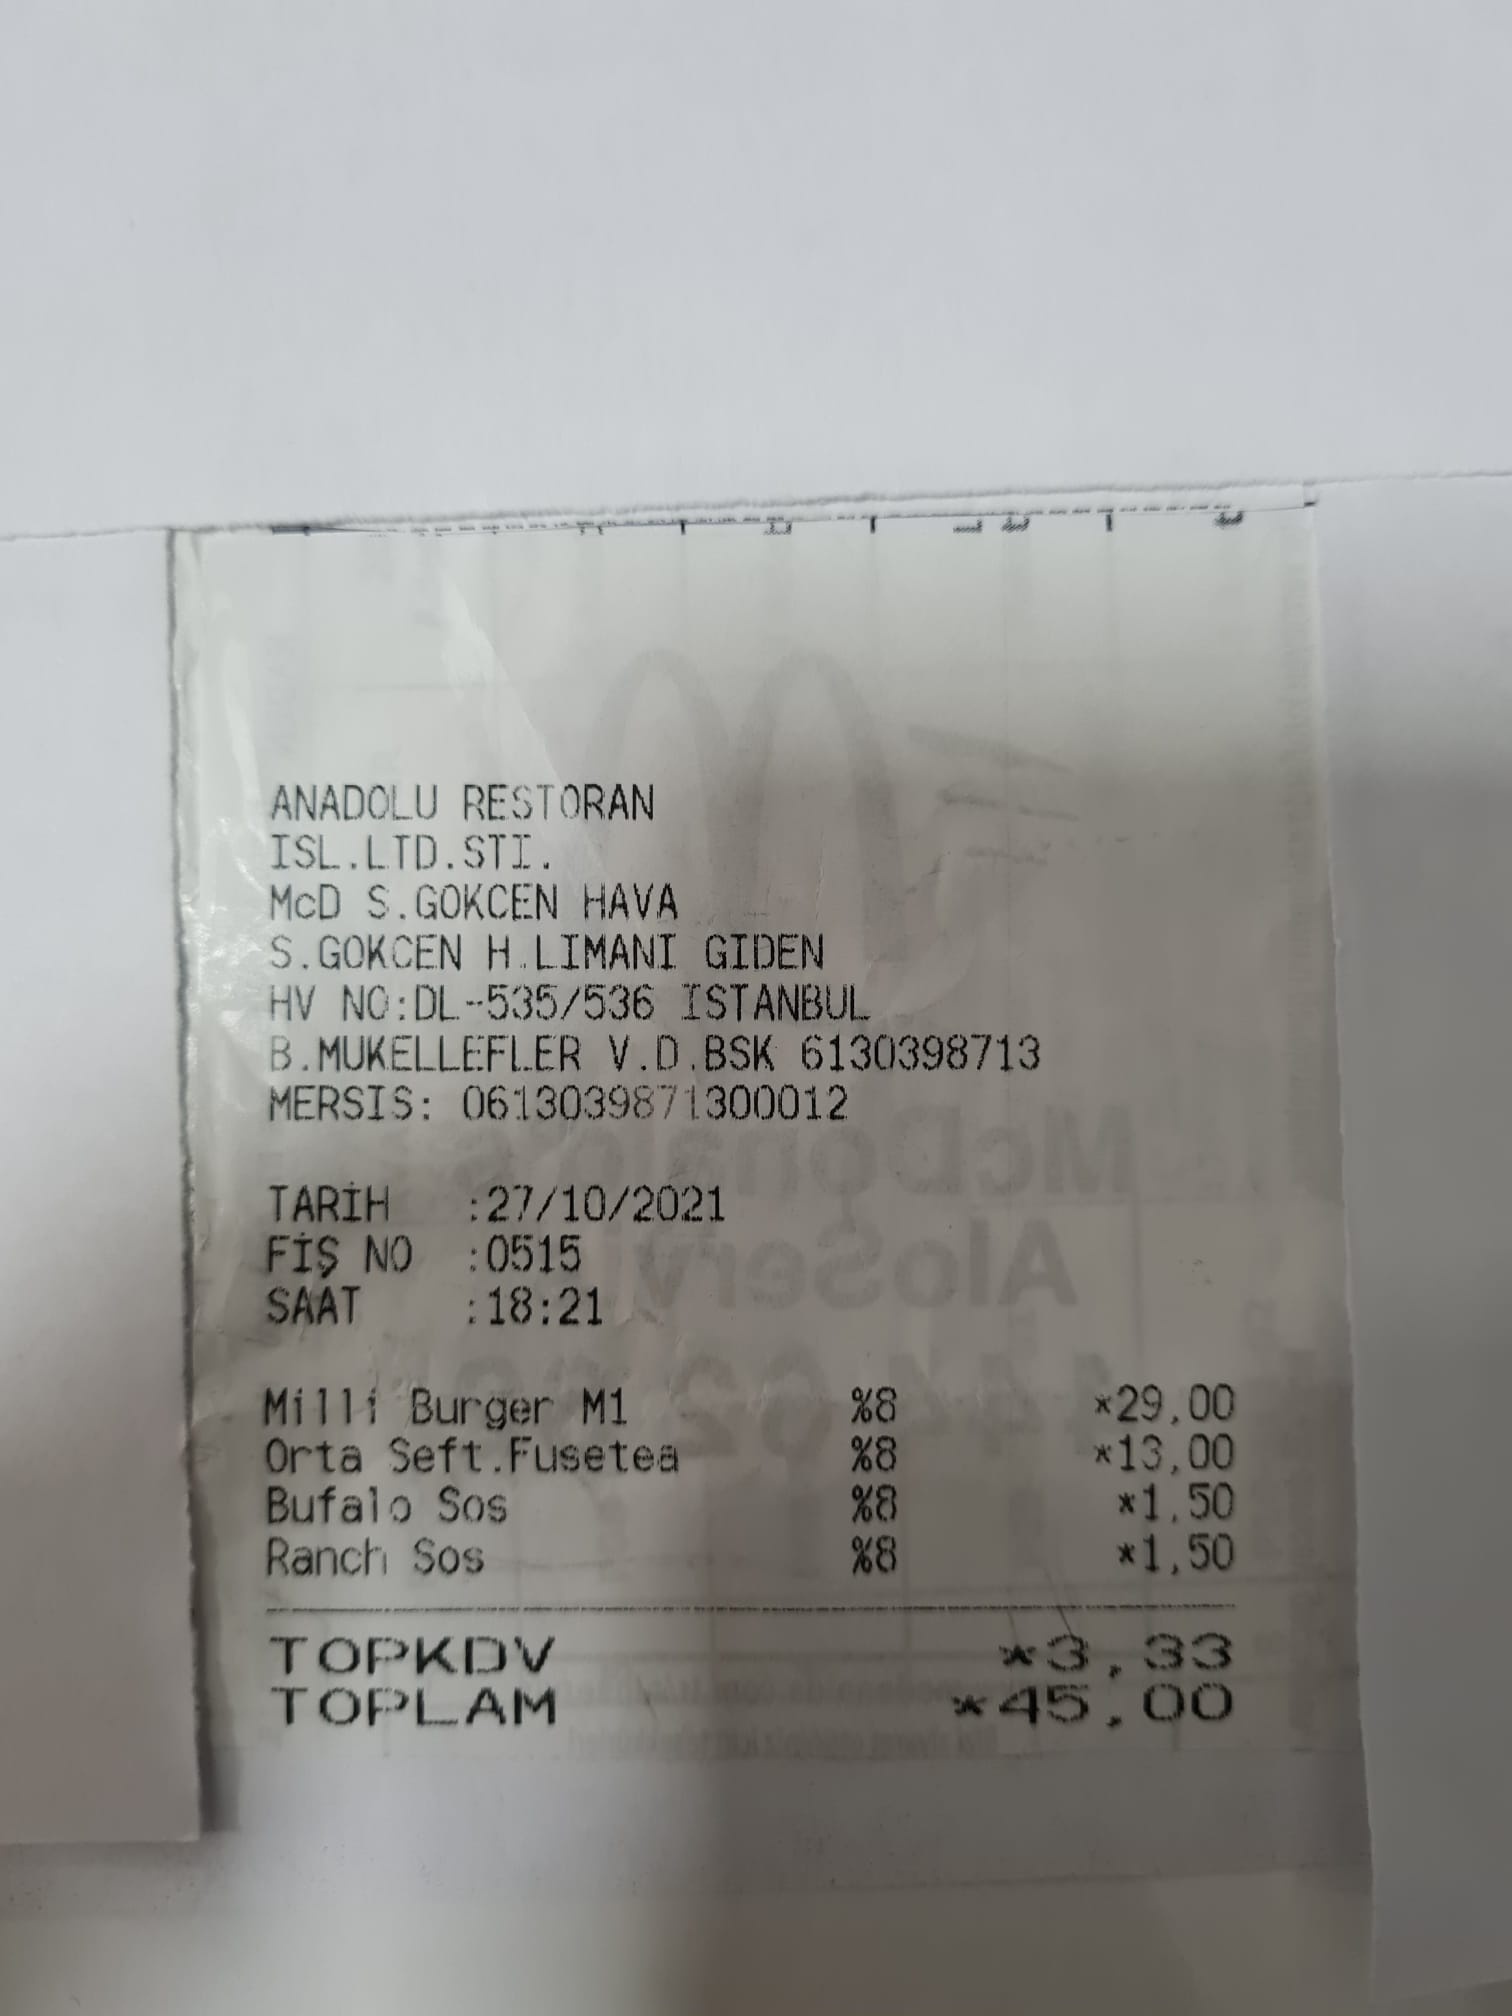 ANADOLU RESTORAN
ISL.LTD.STI.
McD S.GOKCEN HAVA
S.GOKCEN H.LIMANI GIDEN
HV NO:DL-535/536 ISTANBUL
B.MUKELLEFLER V.D.BSK 6130398713
MERSIS: 0613039871300012
TARİH :27/10/2021
FİŞ NO :0515
SAAT :18:21
Milli Burger M1 %8 *29,00
Orta Seft.Fusetea %8 *13,00
Bufalo Sos %8 *1,50
Ranch Sos %8 *1,50
TOPKDV *3,33
TOPLAM *45,00
McDonald's
AloServi